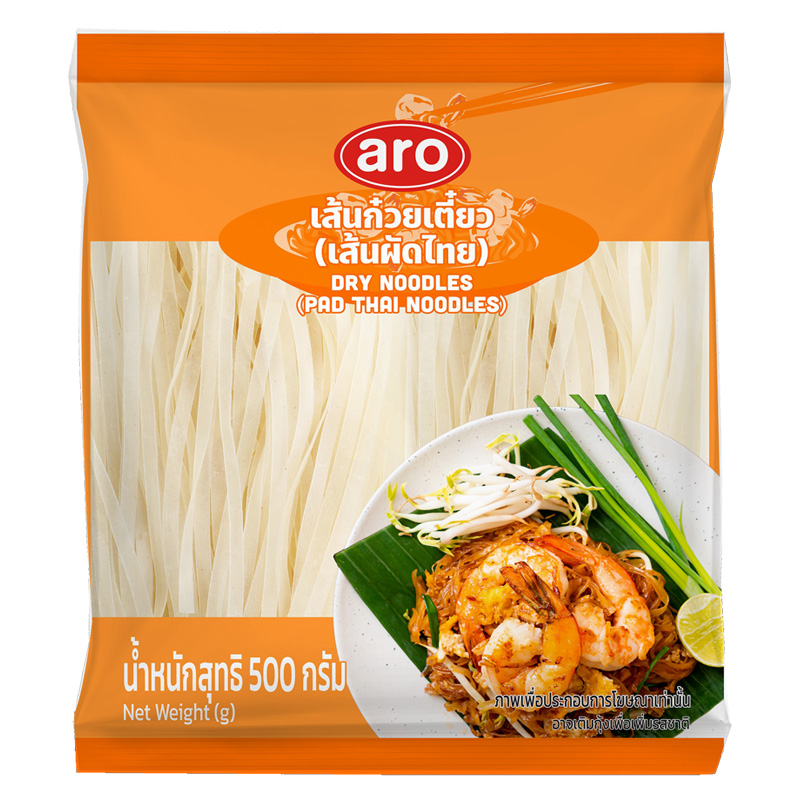 aro
เส้นก๋วยเตี๋ยว
(เส้นผัดไทย)
DRY NOODLES
(PAD THAI NOODLES)
น้ำหนักสุทธิ 500 กรัม
Net Weight (g)
ภาพเพื่อประกอบการโฆษณาเท่านั้น
อาจเติมกุ้งเพื่อเพิ่มรสชาติ